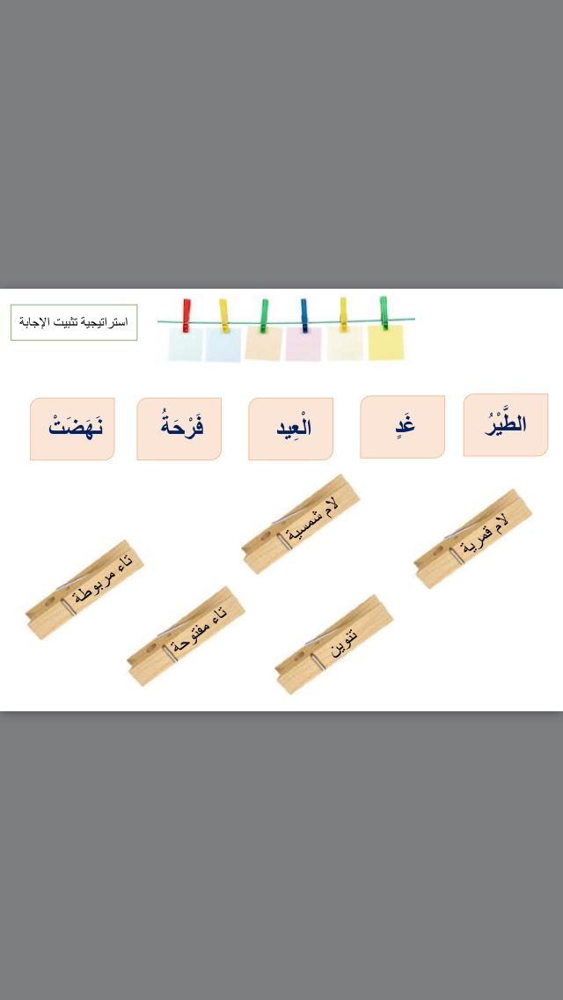 استراتيجية تثبيت الإجابة
الطَّيْرُ
غَدٍ
الْعِيد
فَرْحَةُ
نَهَضَتْ
لام قمرية
لام شمسية
تاء مربوطة
تنوين
تاء مفتوحة